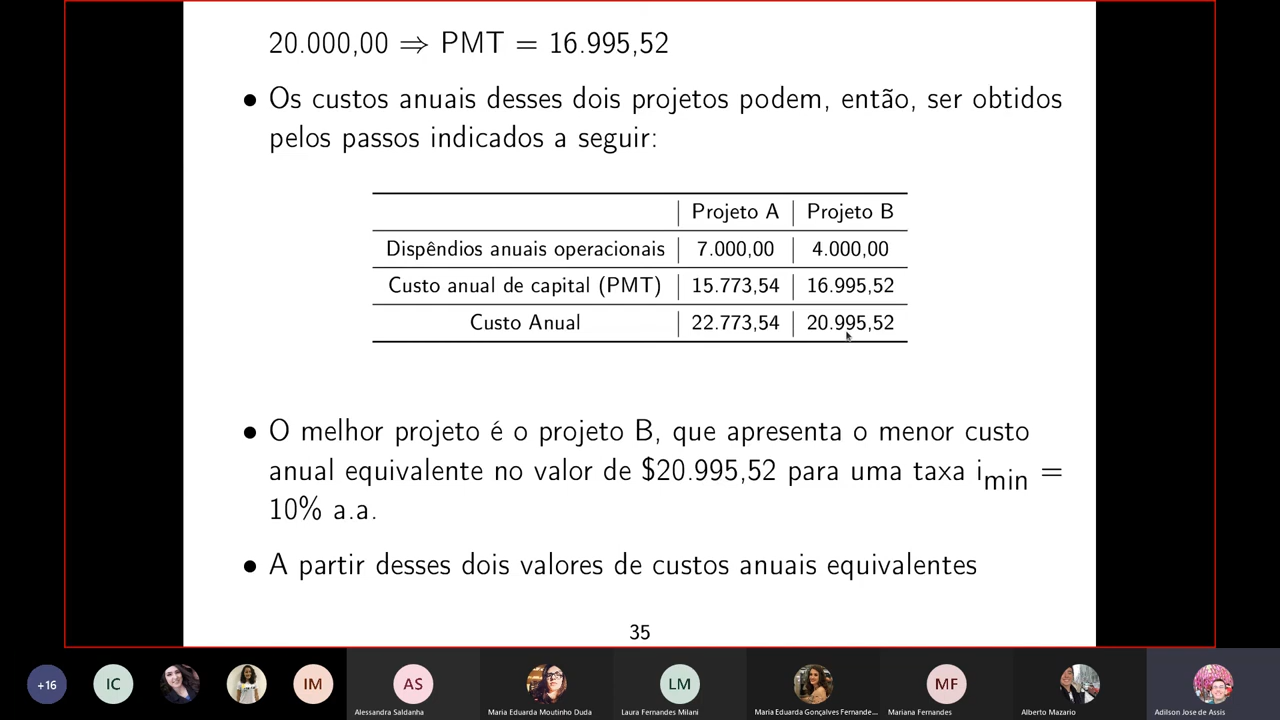 20.000,00 ⇒ PMT = 16.995,52
• Os custos anuais desses dois projetos podem, então, ser obtidos
pelos passos indicados a seguir:
| Projeto A | Projeto B
Dispêndios anuais operacionais | 7.000,00 | 4.000,00
Custo anual de capital (PMT) | 15.773,54 | 16.995,52
Custo Anual | 22.773,54 | 20.995,52
• O melhor projeto é o projeto B, que apresenta o menor custo
anual equivalente no valor de $20.995,52 para uma taxa imin =
10% a.a.
• A partir desses dois valores de custos anuais equivalentes
35
+16 IC IM AS LM MF
Alessandra Saldanha Maria Eduarda Moutinho Duda Laura Fernandes Milani Maria Eduarda Gonçalves Fernande... Mariana Fernandes Alberto Mazario Adilson Jose de Assis